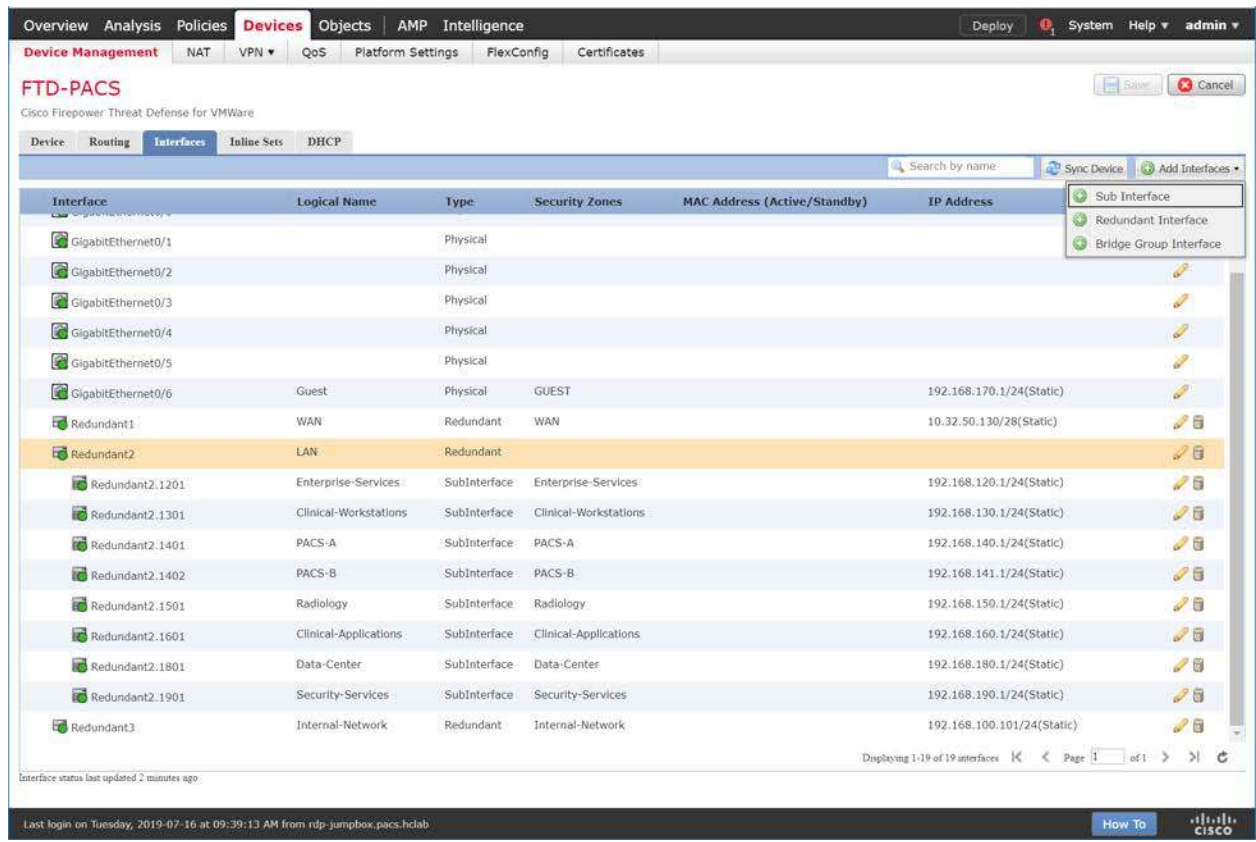 Overview Analysis Policies Devices Objects AMP Intelligence Deploy 1 System Help admin
Device Management NAT VPN QoS Platform Settings FlexConfig Certificates
FTD-PACS Save Cancel
Cisco Firepower Threat Defense for VMWare
Device Routing Interfaces Inline Sets DHCP
Search by name Sync Device Add Interfaces
Interface Logical Name Type Security Zones MAC Address (Active/Standby) IP Address
Sub Interface
Redundant Interface
Bridge Group Interface
GigabitEthernet0/1 Physical
GigabitEthernet0/2 Physical
GigabitEthernet0/3 Physical
GigabitEthernet0/4 Physical
GigabitEthernet0/5 Physical
GigabitEthernet0/6 Guest Physical GUEST 192.168.170.1/24(Static)
Redundant1 WAN Redundant WAN 10.32.50.130/28(Static)
Redundant2 LAN Redundant
Redundant2.1201 Enterprise-Services SubInterface Enterprise-Services 192.168.120.1/24(Static)
Redundant2.1301 Clinical-Workstations SubInterface Clinical-Workstations 192.168.130.1/24(Static)
Redundant2.1401 PACS-A SubInterface PACS-A 192.168.140.1/24(Static)
Redundant2.1402 PACS-B SubInterface PACS-B 192.168.141.1/24(Static)
Redundant2.1501 Radiology SubInterface Radiology 192.168.150.1/24(Static)
Redundant2.1601 Clinical-Applications SubInterface Clinical-Applications 192.168.160.1/24(Static)
Redundant2.1801 Data-Center SubInterface Data-Center 192.168.180.1/24(Static)
Redundant2.1901 Security-Services SubInterface Security-Services 192.168.190.1/24(Static)
Redundant3 Internal-Network Redundant Internal-Network 192.168.100.101/24(Static)
Displaying 1-19 of 19 interfaces Page 1 of 1
Interface status last updated 2 minutes ago
Last login on Tuesday, 2019-07-16 at 09:39:13 AM from rdp-jumpbox.pacs.hclab How To CISCO